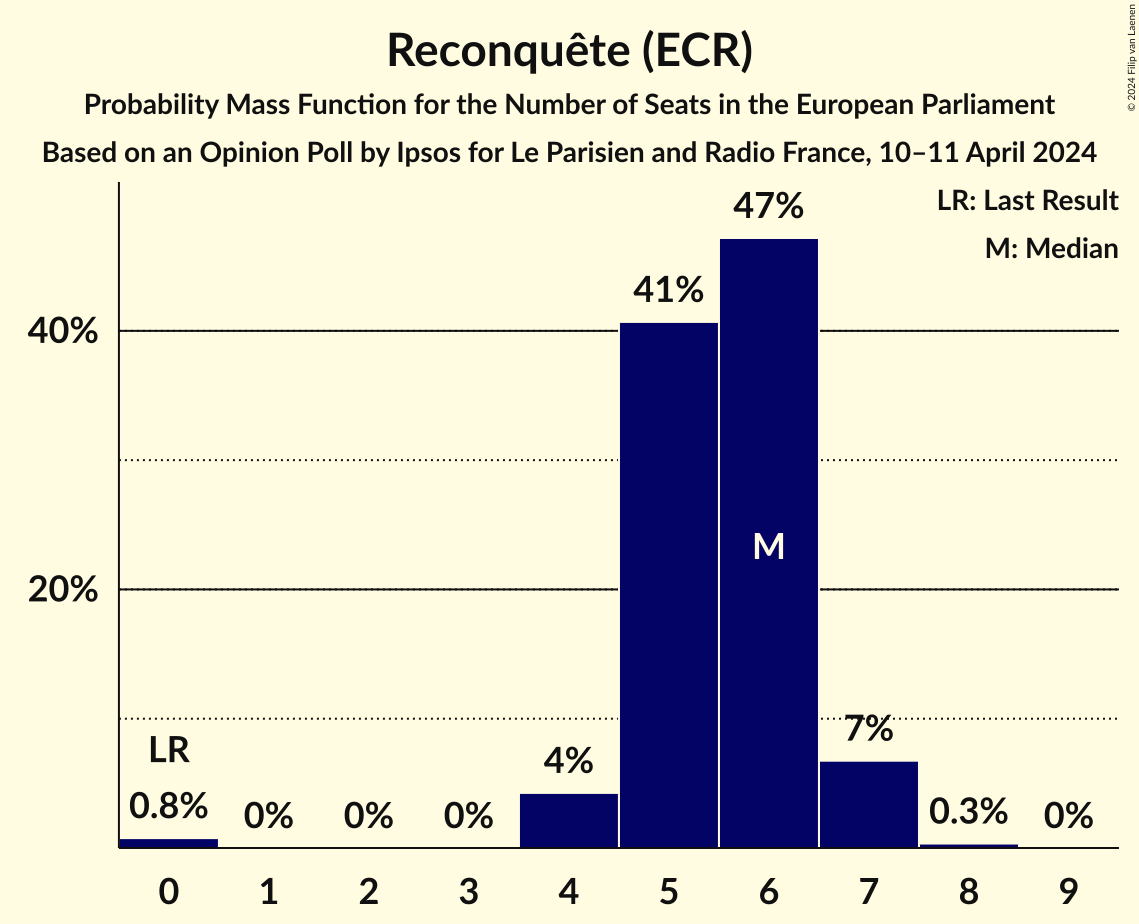 Reconquête (ECR)
Probability Mass Function for the Number of Seats in the European Parliament
Based on an Opinion Poll by Ipsos for Le Parisien and Radio France, 10–11 April 2024
© 2024 Filip van Laenen
LR: Last Result
M: Median
47%
41%
40%
M
20%
7%
LR
4%
0.8%
0%
0%
0%
0.3%
0%
0 1 2 3 4 5 6 7 8 9